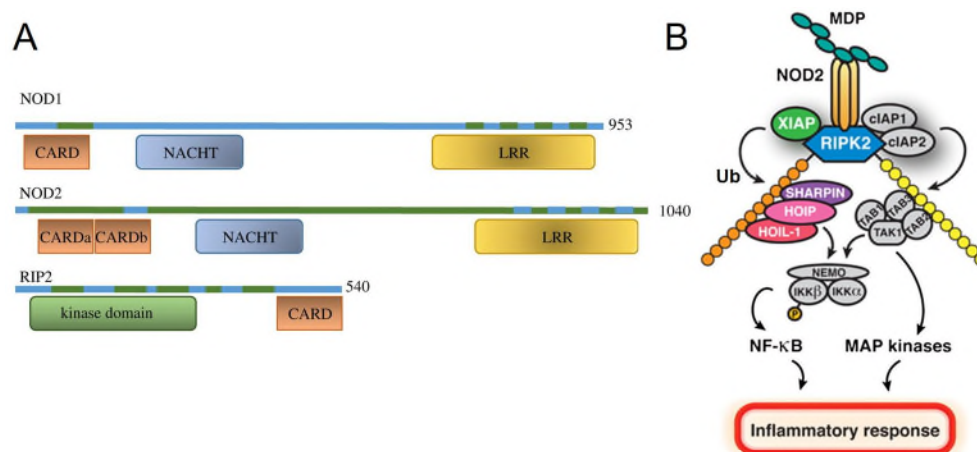 A
NOD1
953
CARD
NACHT
LRR
NOD2
1040
CARDa
CARDb
NACHT
LRR
RIP2
540
kinase domain
CARD
B
MDP
NOD2
XIAP
cIAP1
cIAP2
RIPK2
Ub
SHARPIN
HOIP
HOIL-1
TAB1
TAB3
TAB2
TAK1
NEMO
IKKβ
IKKα
P
NF-κB
MAP kinases
Inflammatory response